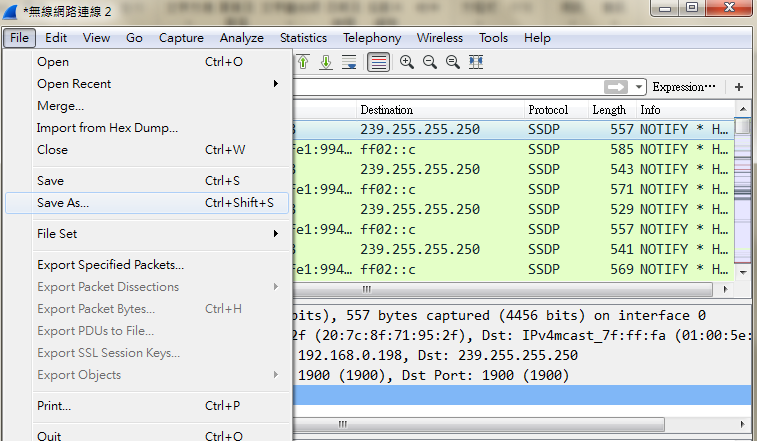 *無線網路連線 2
File Edit View Go Capture Analyze Statistics Telephony Wireless Tools Help
Open Ctrl+O
Open Recent
Merge...
Import from Hex Dump...
Close Ctrl+W
Save Ctrl+S
Save As... Ctrl+Shift+S
File Set
Export Specified Packets...
Export Packet Dissections
Export Packet Bytes... Ctrl+H
Export PDUs to File...
Export SSL Session Keys...
Export Objects
Print... Ctrl+P
Quit Ctrl+Q
Expression…
Destination Protocol Length Info
239.255.255.250 SSDP 557 NOTIFY * H…
fe1:994… ff02::c SSDP 585 NOTIFY * H…
239.255.255.250 SSDP 543 NOTIFY * H…
fe1:994… ff02::c SSDP 571 NOTIFY * H…
239.255.255.250 SSDP 529 NOTIFY * H…
fe1:994… ff02::c SSDP 557 NOTIFY * H…
239.255.255.250 SSDP 541 NOTIFY * H…
fe1:994… ff02::c SSDP 569 NOTIFY * H…
bits), 557 bytes captured (4456 bits) on interface 0
2f (20:7c:8f:71:95:2f), Dst: IPv4mcast_7f:ff:fa (01:00:5e:
192.168.0.198, Dst: 239.255.255.250
1900 (1900), Dst Port: 1900 (1900)